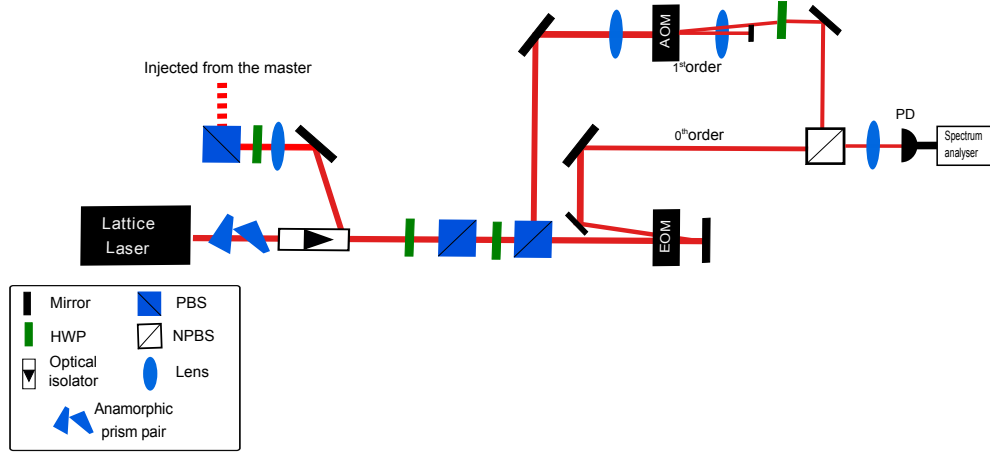 Injected from the master
AOM
1st order
PD
0th order
Spectrum
analyser
Lattice
Laser
EOM
Mirror
PBS
HWP
NPBS
Optical
isolator
Lens
Anamorphic
prism pair